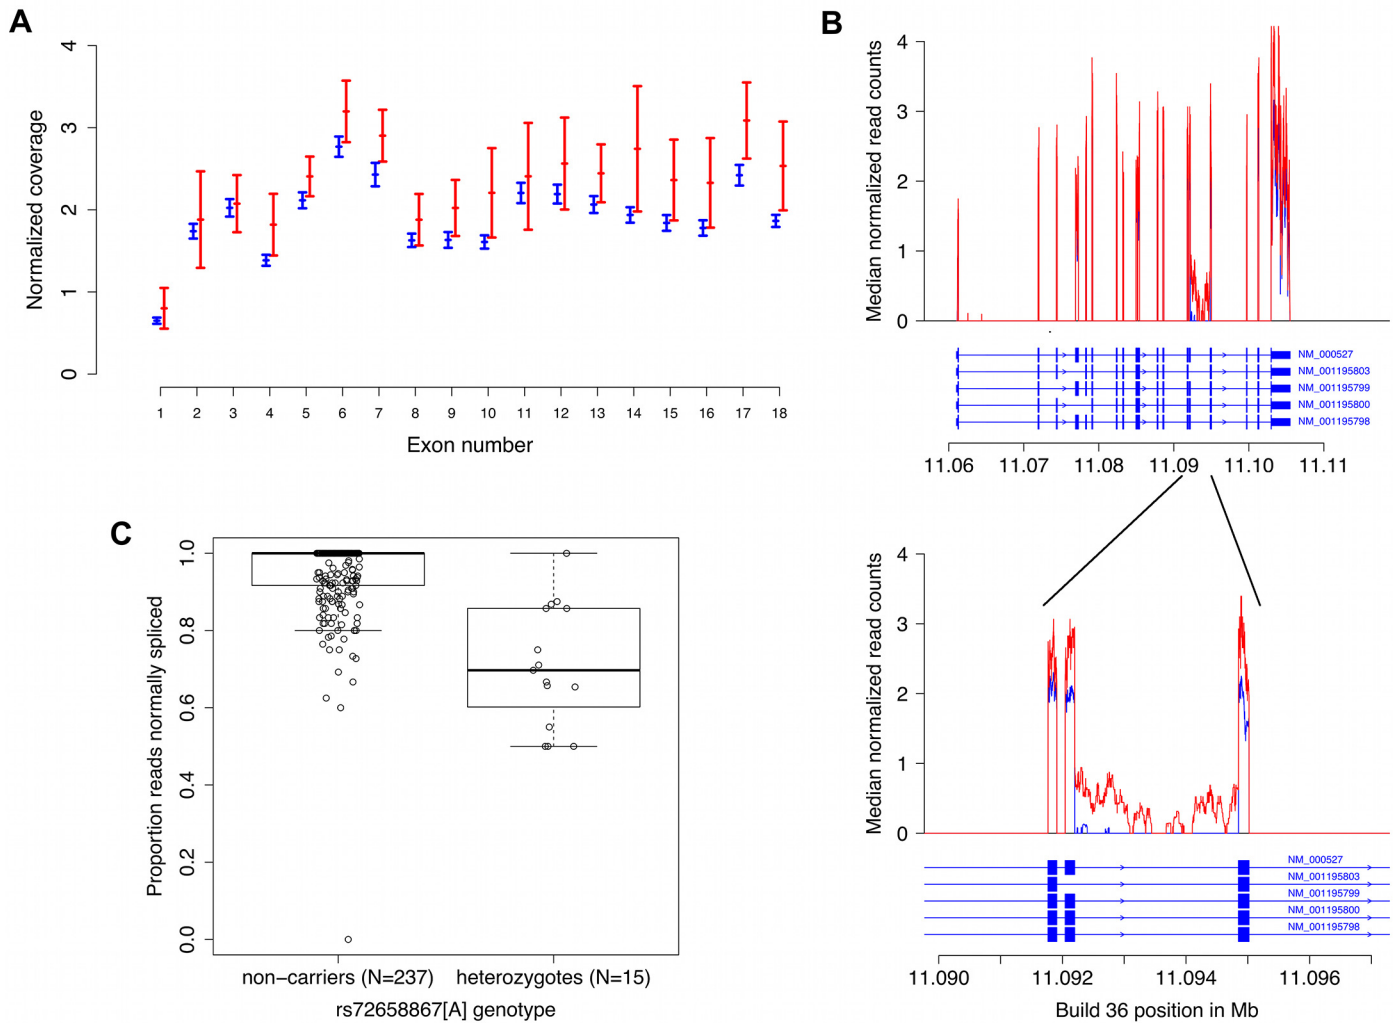 A
Normalized coverage
4
3
2
1
0
1 2 3 4 5 6 7 8 9 10 11 12 13 14 15 16 17 18
Exon number
B
Median normalized read counts
4
3
2
1
0
NM_000527
NM_001195803
NM_001195799
NM_001195800
NM_001195798
11.06 11.07 11.08 11.09 11.10 11.11
Median normalized read counts
4
3
2
1
0
NM_000527
NM_001195803
NM_001195799
NM_001195800
NM_001195798
11.090 11.092 11.094 11.096
Build 36 position in Mb
C
Proportion reads normally spliced
1.0
0.8
0.6
0.4
0.2
0.0
non−carriers (N=237) heterozygotes (N=15)
rs72658867[A] genotype